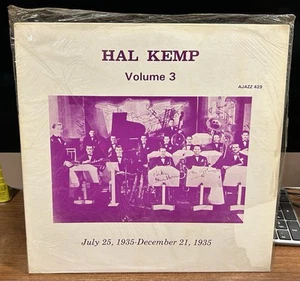 HAL KEMP
Volume 3
AJAZZ 429
July 25, 1935-December 21, 1935